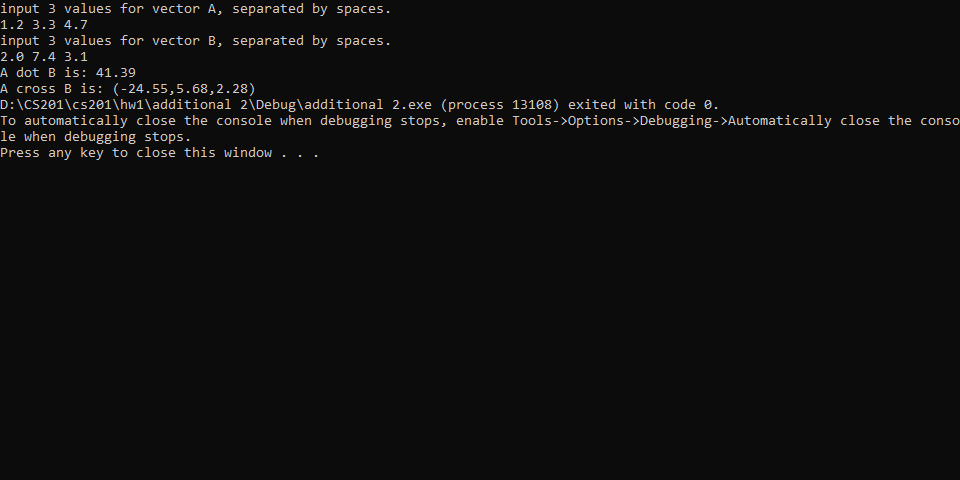 input 3 values for vector A, separated by spaces.
1.2 3.3 4.7
input 3 values for vector B, separated by spaces.
2.0 7.4 3.1
A dot B is: 41.39
A cross B is: (-24.55,5.68,2.28)
D:\CS201\cs201\hw1\additional 2\Debug\additional 2.exe (process 13108) exited with code 0.
To automatically close the console when debugging stops, enable Tools->Options->Debugging->Automatically close the conso
le when debugging stops.
Press any key to close this window . . .